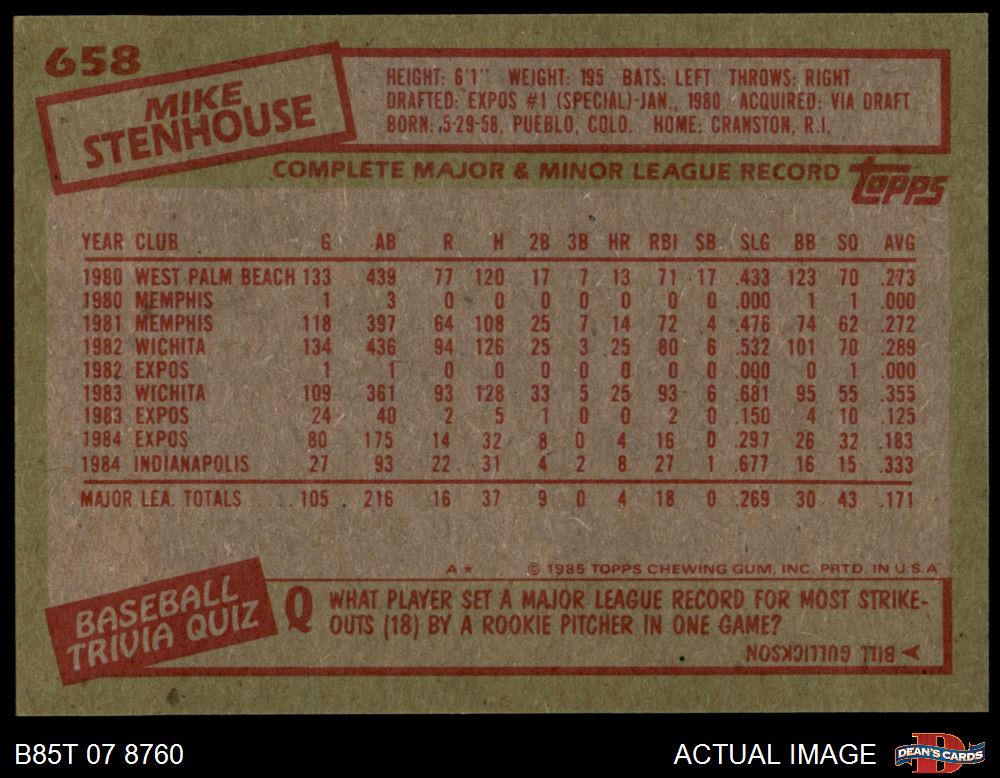 658
MIKE
STENHOUSE
HEIGHT: 6'1" WEIGHT: 195 BATS: LEFT THROWS: RIGHT
DRAFTED: EXPOS #1 (SPECIAL)-JAN., 1980 ACQUIRED: VIA DRAFT
BORN: 5-29-58, PUEBLO, COLO. HOME: CRANSTON, R.I.
COMPLETE MAJOR & MINOR LEAGUE RECORD
topps
YEAR CLUB G AB R H 2B 3B HR RBI SB SLG BB SO AVG
1980 WEST PALM BEACH 133 439 77 120 17 7 13 71 17 .433 123 70 .273
1980 MEMPHIS 1 3 0 0 0 0 0 0 0 .000 1 1 .000
1981 MEMPHIS 118 397 64 108 25 7 14 72 4 .476 74 62 .272
1982 WICHITA 134 436 94 126 25 3 25 80 6 .532 101 70 .289
1982 EXPOS 1 1 0 0 0 0 0 0 0 .000 0 1 .000
1983 WICHITA 109 361 93 128 33 5 25 93 6 .681 95 55 .355
1983 EXPOS 24 40 2 5 1 0 0 2 0 .150 4 10 .125
1984 EXPOS 80 175 14 32 8 0 4 16 0 .297 26 32 .183
1984 INDIANAPOLIS 27 93 22 31 4 2 8 27 1 .677 16 15 .333
MAJOR LEA. TOTALS ..... 105 216 16 37 9 0 4 18 0 .269 30 43 .171
A* © 1985 TOPPS CHEWING GUM, INC. PRTD. IN U.S.A
BASEBALL
TRIVIA QUIZ
Q WHAT PLAYER SET A MAJOR LEAGUE RECORD FOR MOST STRIKE-
OUTS (18) BY A ROOKIE PITCHER IN ONE GAME?
BILL GULLICKSON
B85T 07 8760
ACTUAL IMAGE
D
DEAN'S CARDS